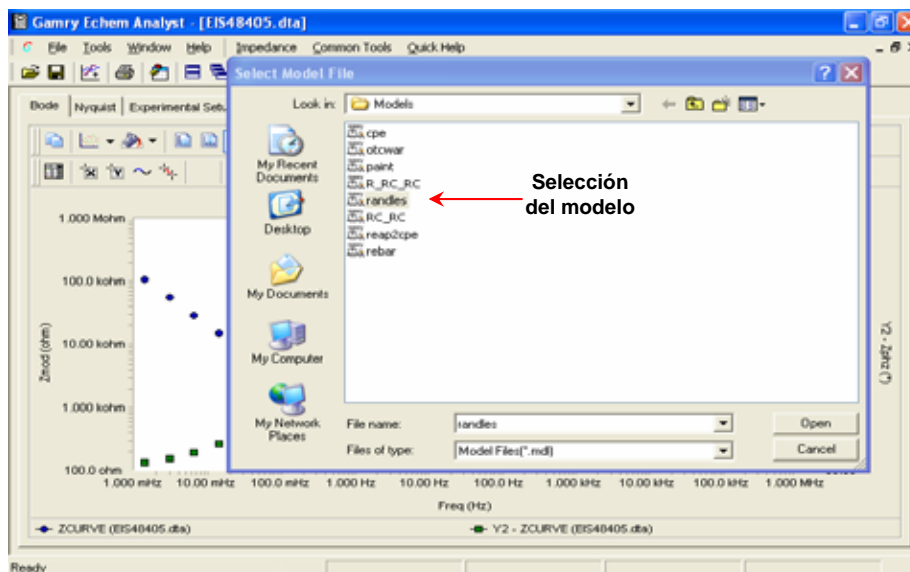 Gamry Echem Analyst - [EIS48405.dta]
File Tools Window Help Impedance Common Tools Quick Help
Select Model File
Bode Nyquist Experimental Setu
Look in: Models
My Recent Documents
Desktop
My Documents
My Computer
My Network Places
cpe
otcwar
paint
R_RC_RC
randles
RC_RC
reap2cpe
rebar
Selección
del modelo
File name: randles Open
Files of type: Model Files(*.mdl) Cancel
1.000 Mohm
100.0 kohm
10.00 kohm
1.000 kohm
100.0 ohm
Zmod (ohm)
Y2 - Zphz (°)
1.000 mHz 10.00 mHz 100.0 mHz 1.000 Hz 10.00 Hz 100.0 Hz 1.000 kHz 10.00 kHz 100.0 kHz 1.000 MHz
Freq (Hz)
ZCURVE (EIS48405.dta) Y2 - ZCURVE (EIS48405.dta)
Ready